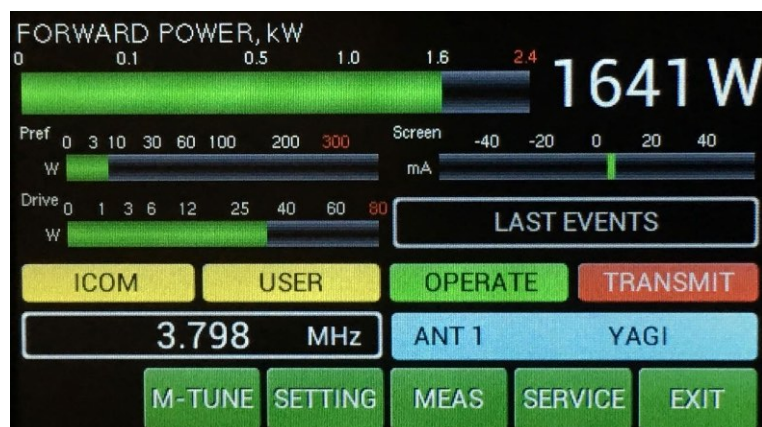 FORWARD POWER, kW
0 0.1 0.5 1.0 1.6 2.4
1641 W
Pref 0 3 10 30 60 100 200 300
W
Screen -40 -20 0 20 40
mA
Drive 0 1 3 6 12 25 40 60 80
W
LAST EVENTS
ICOM USER OPERATE TRANSMIT
3.798 MHz ANT 1 YAGI
M-TUNE SETTING MEAS SERVICE EXIT